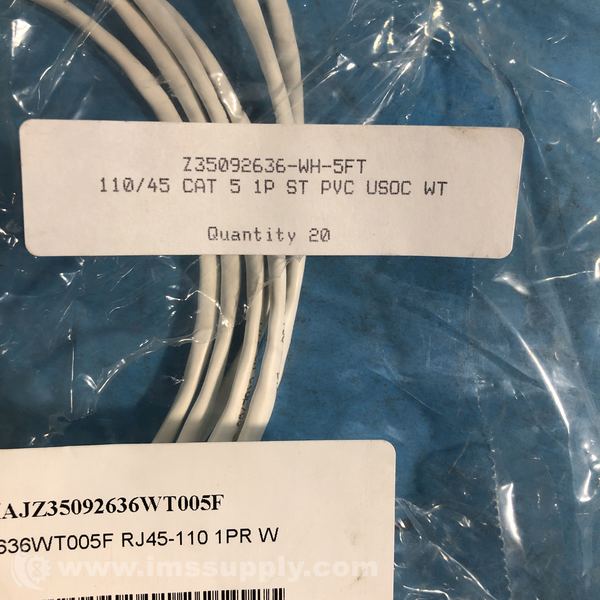 Z35092636-WH-5FT
110/45 CAT 5 1P ST PVC USOC WT
Quantity 20
AJZ35092636WT005F
636WT005F RJ45-110 1PR W
www.imssupply.com